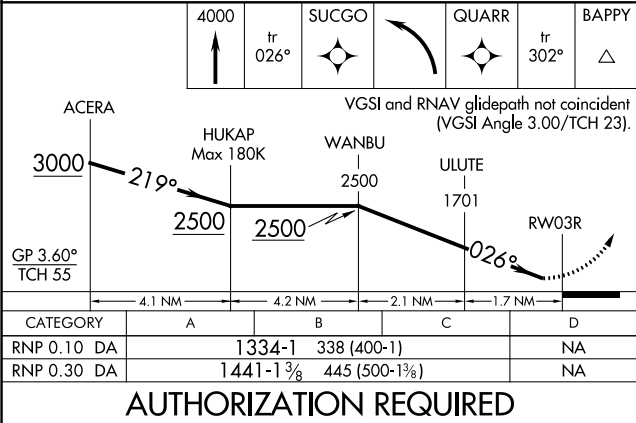 4000
tr
026°
SUCGO
QUARR
tr
302°
BAPPY
VGSI and RNAV glidepath not coincident
(VGSI Angle 3.00/TCH 23).
ACERA
HUKAP
Max 180K
WANBU
2500
ULUTE
1701
RW03R
3000
219°
2500
2500
026°
GP 3.60°
TCH 55
4.1 NM 4.2 NM 2.1 NM 1.7 NM
CATEGORY A B C D
RNP 0.10 DA 1334-1 338 (400-1) NA
RNP 0.30 DA 1441-1⅜ 445 (500-1⅜) NA
AUTHORIZATION REQUIRED